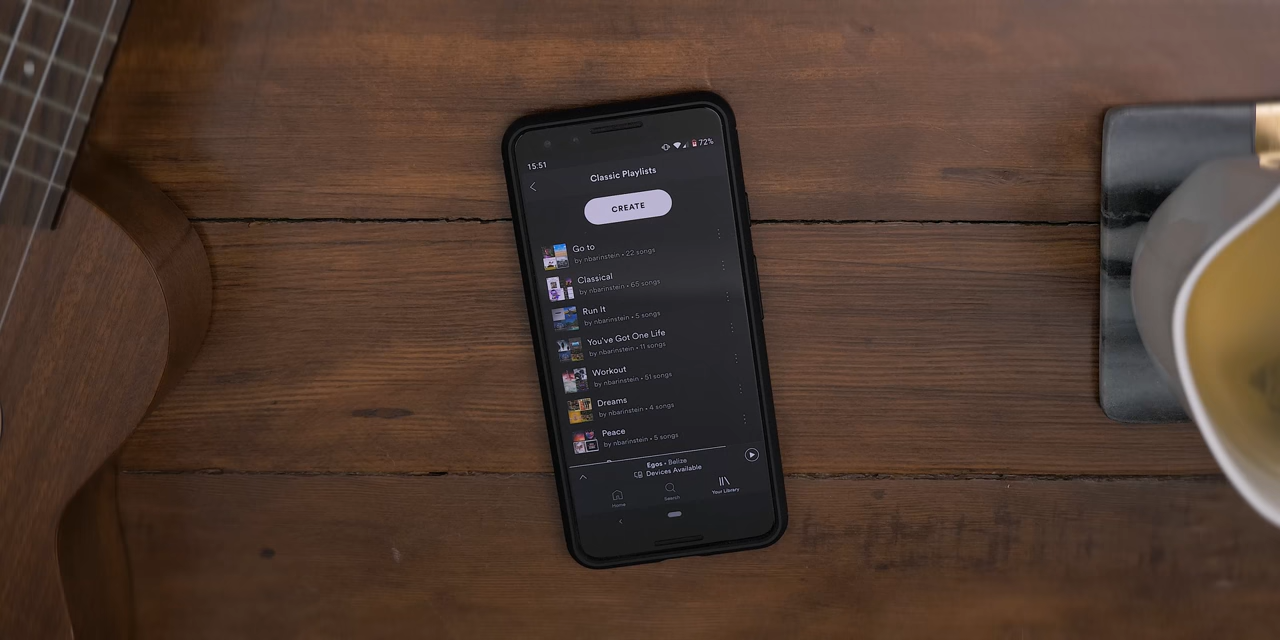 15:51 72%
Classic Playlists
CREATE
Go to
by nbarinstein • 22 songs
Classical
by nbarinstein • 65 songs
Run It
by nbarinstein • 5 songs
You've Got One Life
by nbarinstein • 11 songs
Workout
by nbarinstein • 51 songs
Dreams
by nbarinstein • 4 songs
Peace
by nbarinstein • 5 songs
Egos • Balize
Devices Available
Home Search Your Library